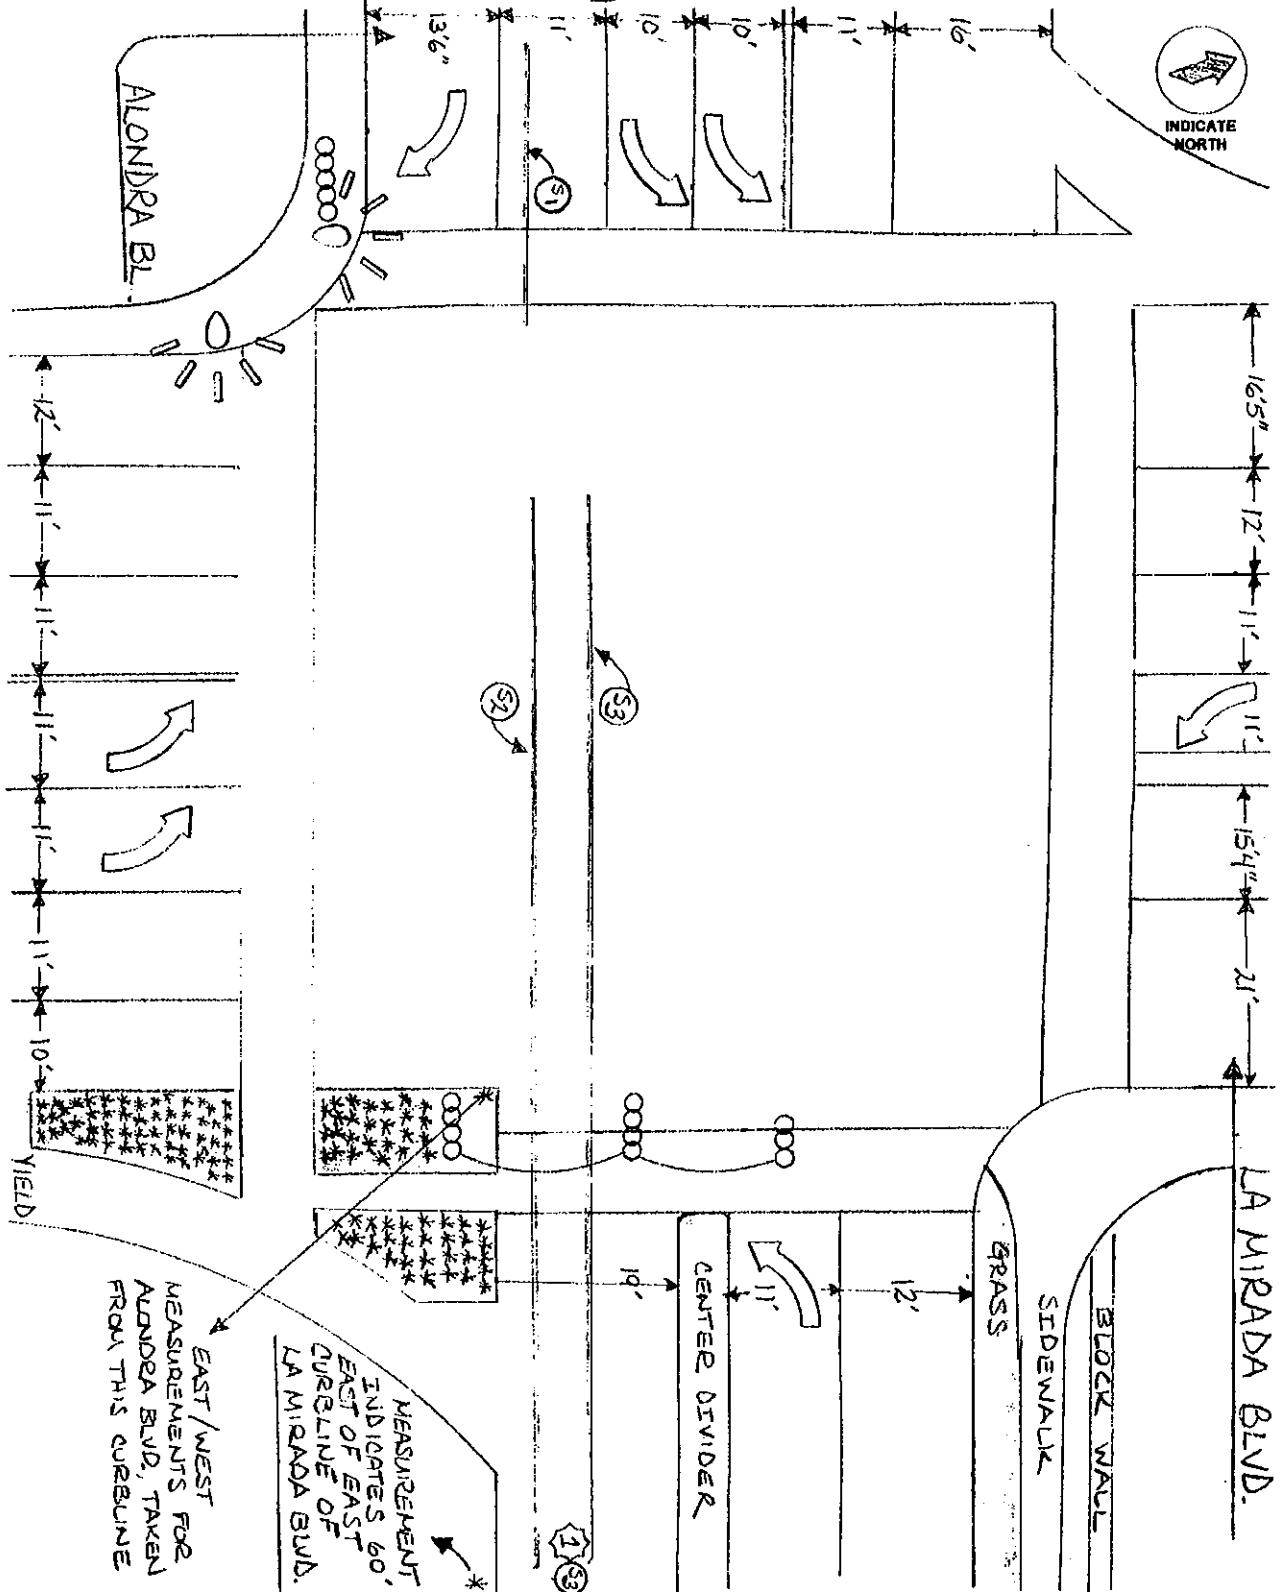 INDICATE
NORTH
13'6"
11'
10'
10'
11'
16'
ALONDRA BL.
S1
16'5"
12'
11'
11'
15'4"
21'
LA MIRADA BLVD.
12'
11'
11'
11'
11'
11'
10'
S2
S3
YIELD
19'
CENTER DIVIDER
11'
12'
GRASS
SIDEWALK
BLOCK WALL
EAST/WEST
MEASUREMENTS FOR
ALONDRA BLVD, TAKEN
FROM THIS CURBLINE
MEASUREMENT
INDICATES 60'
EAST OF EAST
CURBLINE OF
LA MIRADA BLVD.
1
S3